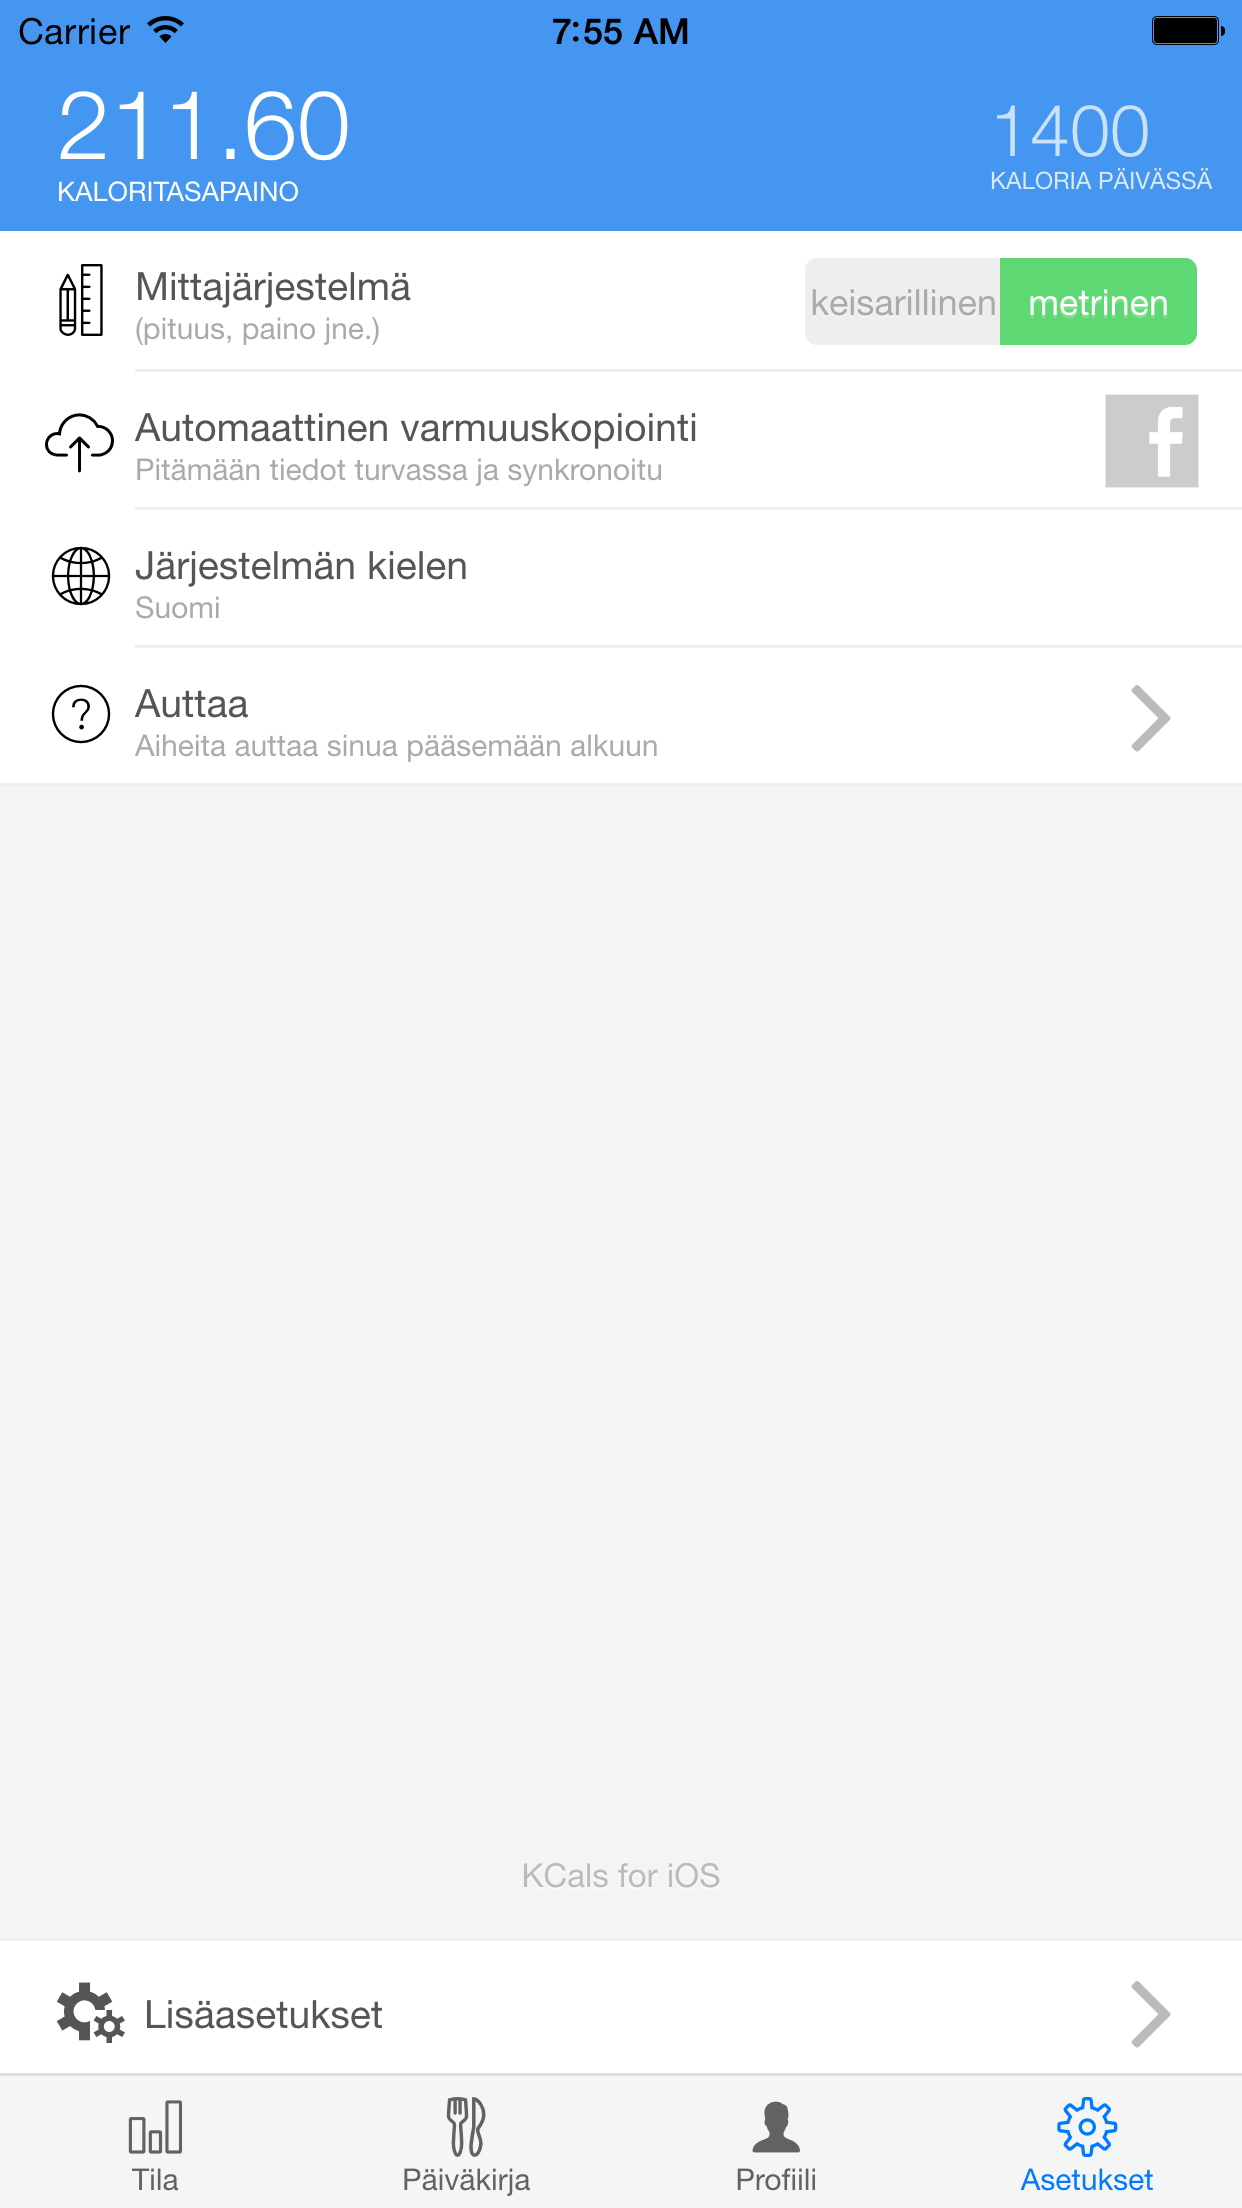 Carrier 7:55 AM
211.60
KALORITASAPAINO
1400
KALORIA PÄIVÄSSÄ
Mittajärjestelmä
(pituus, paino jne.)
keisarillinen metrinen
Automaattinen varmuuskopiointi
Pitämään tiedot turvassa ja synkronoitu
f
Järjestelmän kielen
Suomi
?
Auttaa
Aiheita auttaa sinua pääsemään alkuun
KCals for iOS
Lisäasetukset
Tila Päiväkirja Profiili Asetukset